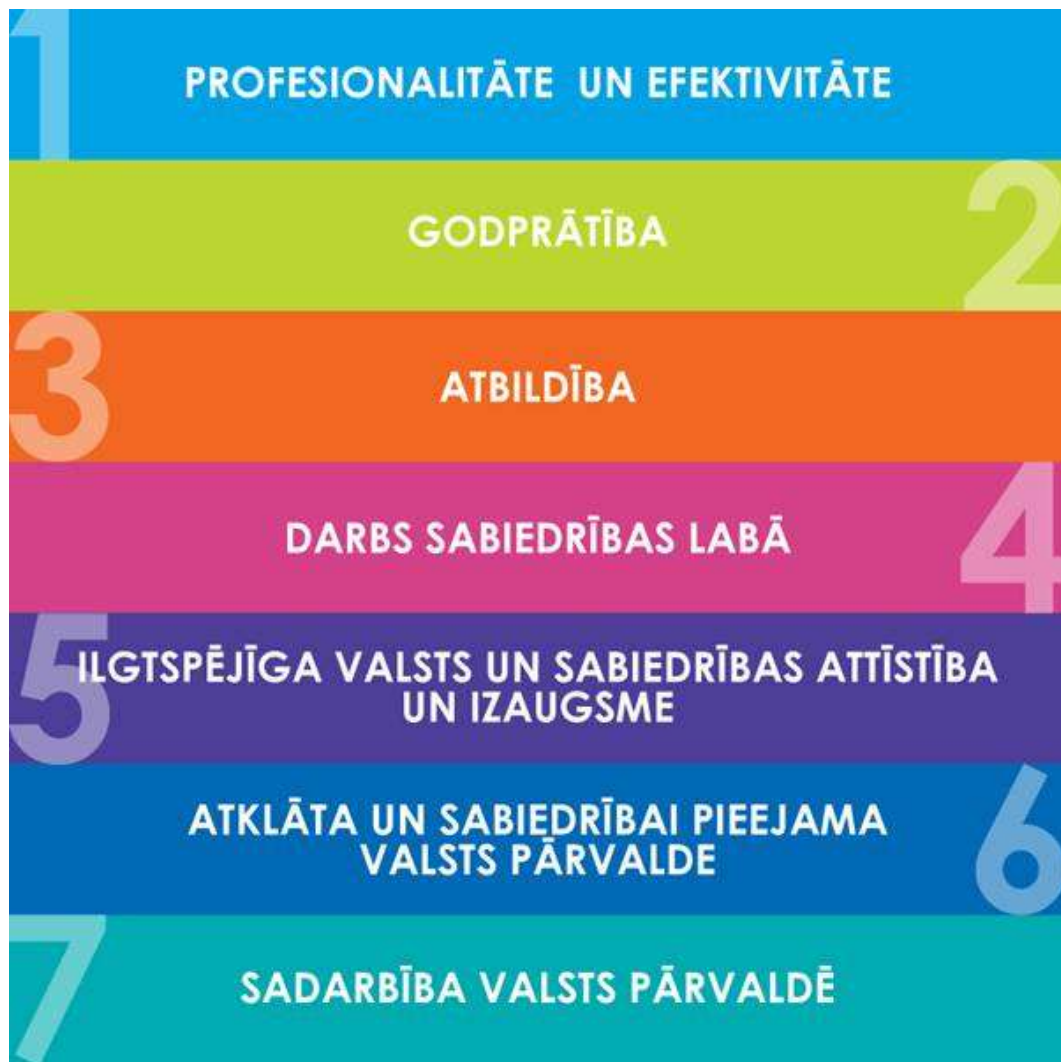 1
PROFESIONALITĀTE UN EFEKTIVITĀTE
2
GODPRĀTĪBA
3
ATBILDĪBA
4
DARBS SABIEDRĪBAS LABĀ
5
ILGTSPĒJĪGA VALSTS UN SABIEDRĪBAS ATTĪSTĪBA
UN IZAUGSME
6
ATKLĀTA UN SABIEDRĪBAI PIEEJAMA
VALSTS PĀRVALDE
7
SADARBĪBA VALSTS PĀRVALDĒ